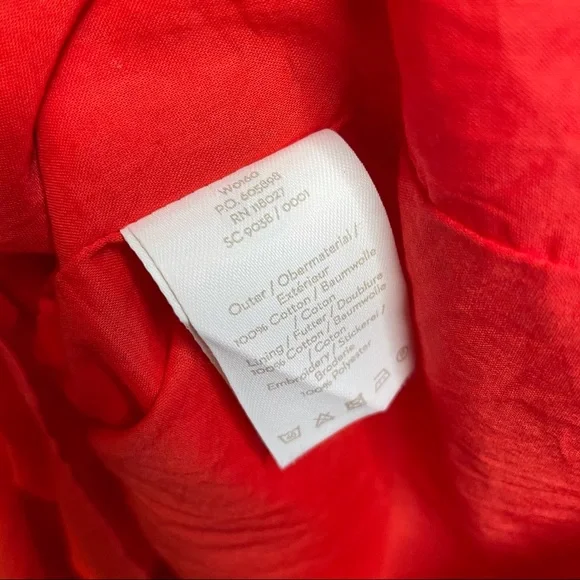 W0160
P.O. 605898
RN 118027
SC 9038 / 0001
Outer / Obermaterial /
Extérieur
100% Cotton / Baumwolle
/ Coton
Lining / Futter / Doublure
100% Cotton / Baumwolle
/ Coton
Embroidery / Stickerei /
Broderie
100% Polyester